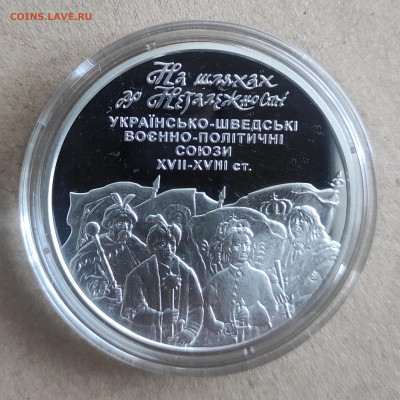 COINS.LAVE.RU
На шляхах
до Незалежності
УКРАЇНСЬКО-ШВЕДСЬКІ
ВОЄННО-ПОЛІТИЧНІ
СОЮЗИ
XVII-XVIII ст.